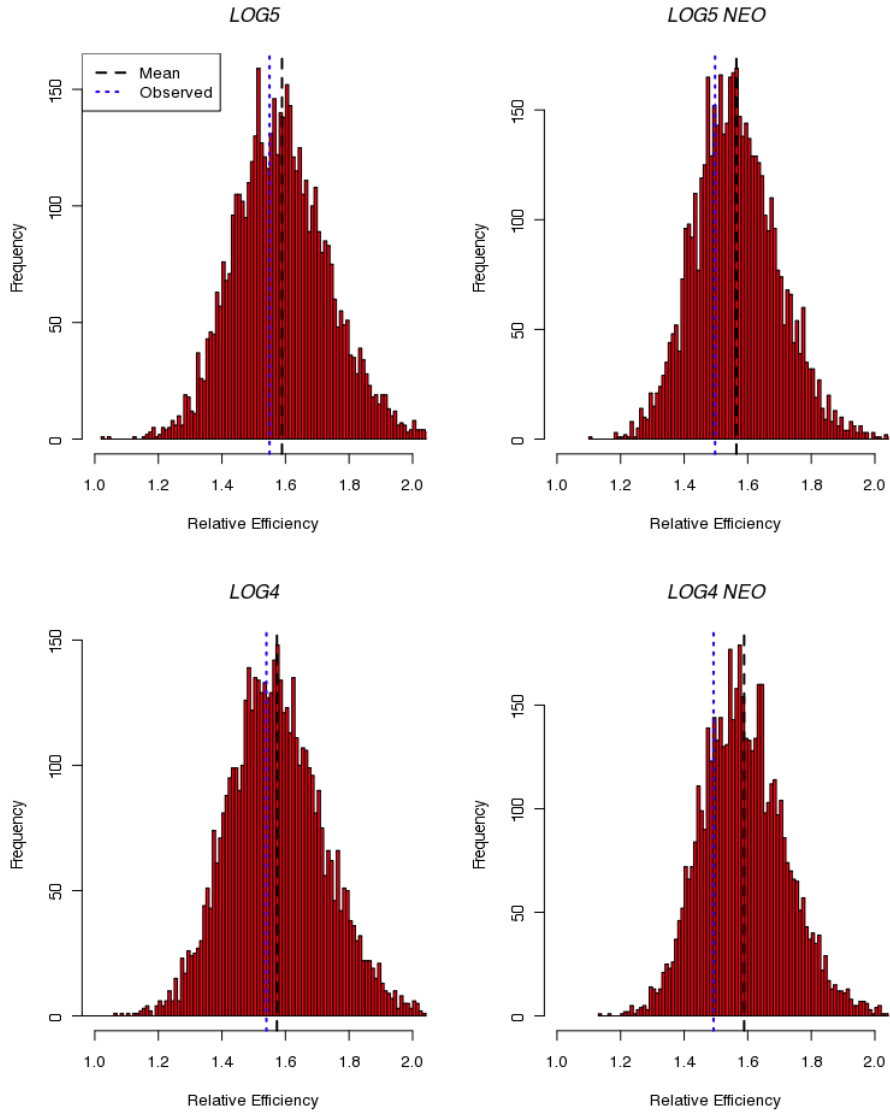 LOG5
Mean
Observed
Frequency
0 50 100 150
1.0 1.2 1.4 1.6 1.8 2.0
Relative Efficiency
LOG5 NEO
Frequency
0 50 100 150
1.0 1.2 1.4 1.6 1.8 2.0
Relative Efficiency
LOG4
Frequency
0 50 100 150
1.0 1.2 1.4 1.6 1.8 2.0
Relative Efficiency
LOG4 NEO
Frequency
0 50 100 150
1.0 1.2 1.4 1.6 1.8 2.0
Relative Efficiency